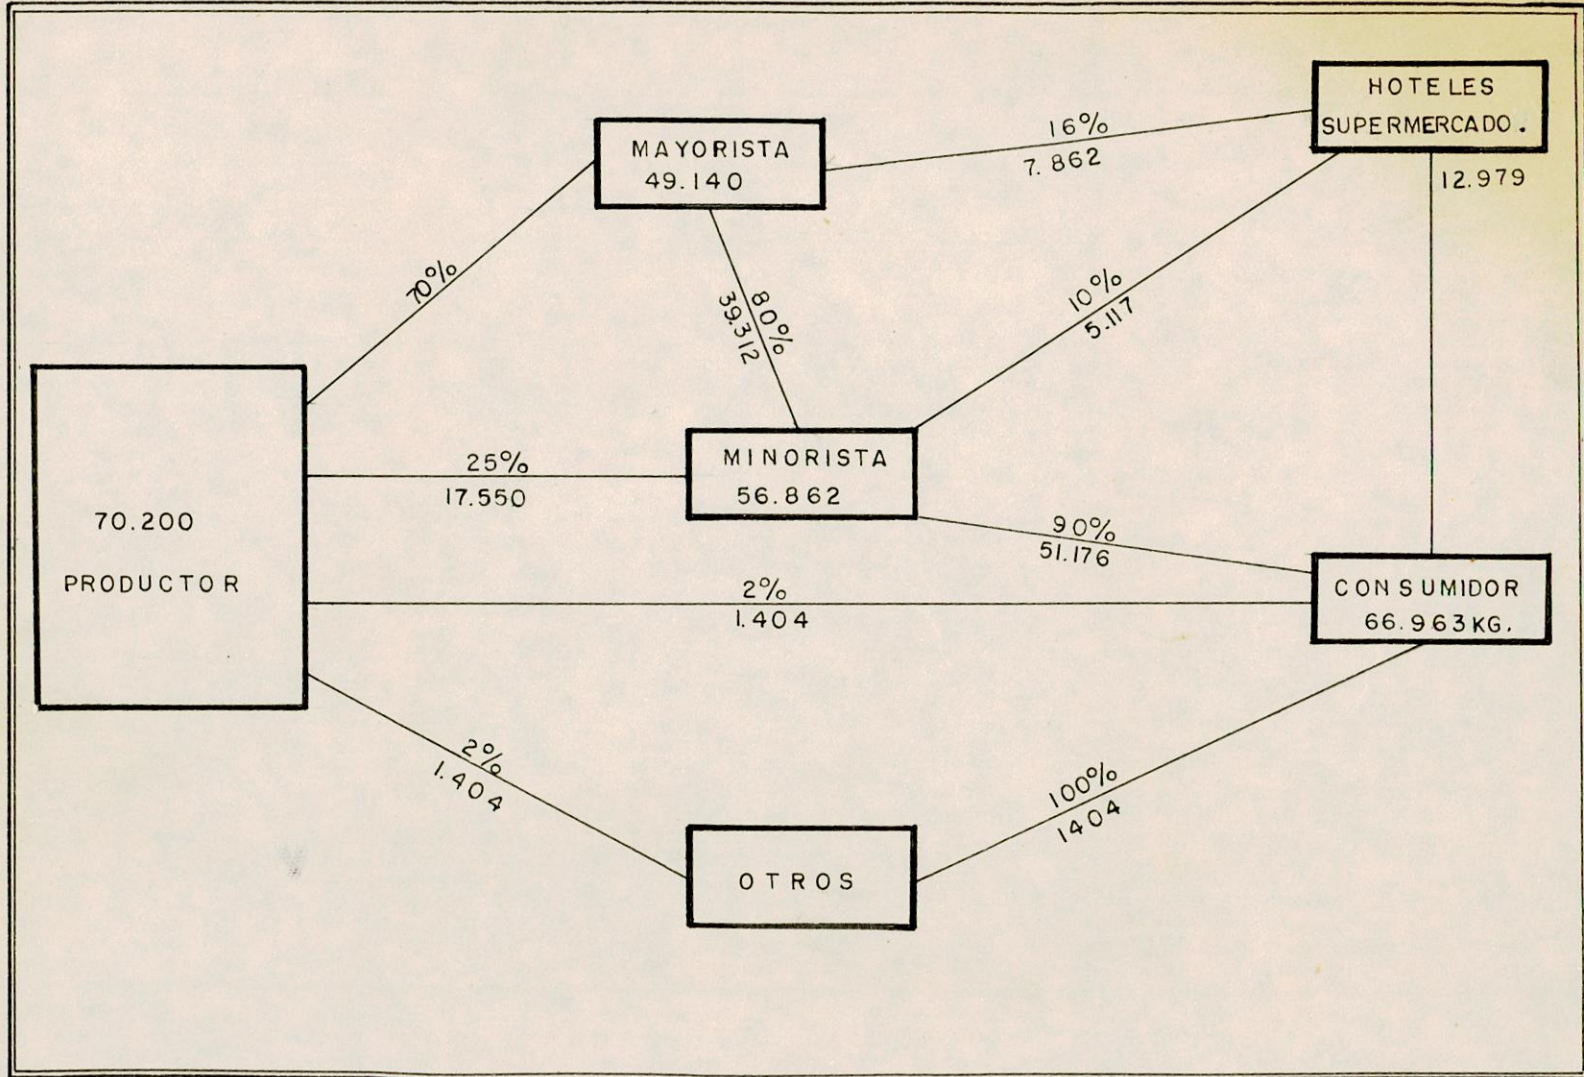 HOTELES
SUPERMERCADO.
12.979
16%
7.862
MAYORISTA
49.140
70%
80%
39.312
10%
5.117
25%
17.550
MINORISTA
56.862
90%
51.176
70.200
PRODUCTOR
2%
1.404
CONSUMIDOR
66.963 KG.
2%
1.404
100%
1404
OTROS